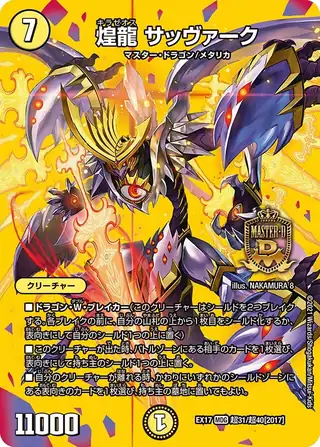 7
キラゼオス
煌龍 サッヴァーク
マスター・ドラゴン/メタリカ
MASTER-D
D
illus. NAKAMURA 8
クリーチャー
■ドラゴン・W・ブレイカー(このクリーチャーはシールドを2つブレイク
する。各ブレイクの前に、自分の山札の上から1枚目をシールド化するか、
表向きにして自分のシールド1つの上に置く)
■このクリーチャーが出た時、バトルゾーンにある相手のカードを1枚選び、
表向きにして持ち主のシールド1つの上に置く。
■自分のクリーチャーが離れる時、かわりにいずれかのシールドゾーンに
ある表向きのカードを1枚選び、持ち主の墓地に置いてもよい。
11000
1
EX17 MDG 超31/超40[2017]